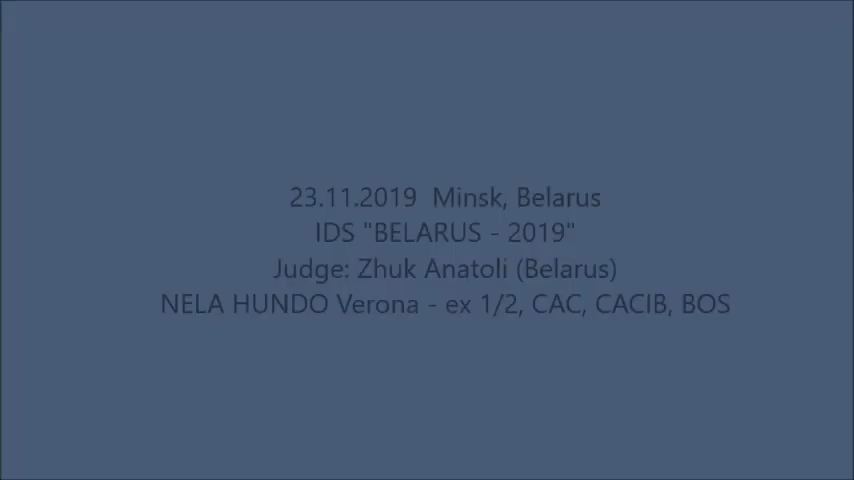 23.11.2019  Minsk, Belarus
IDS "BELARUS - 2019"
Judge: Zhuk Anatoli (Belarus)
NELA HUNDO Verona - ex 1/2, CAC, CACIB, BOS